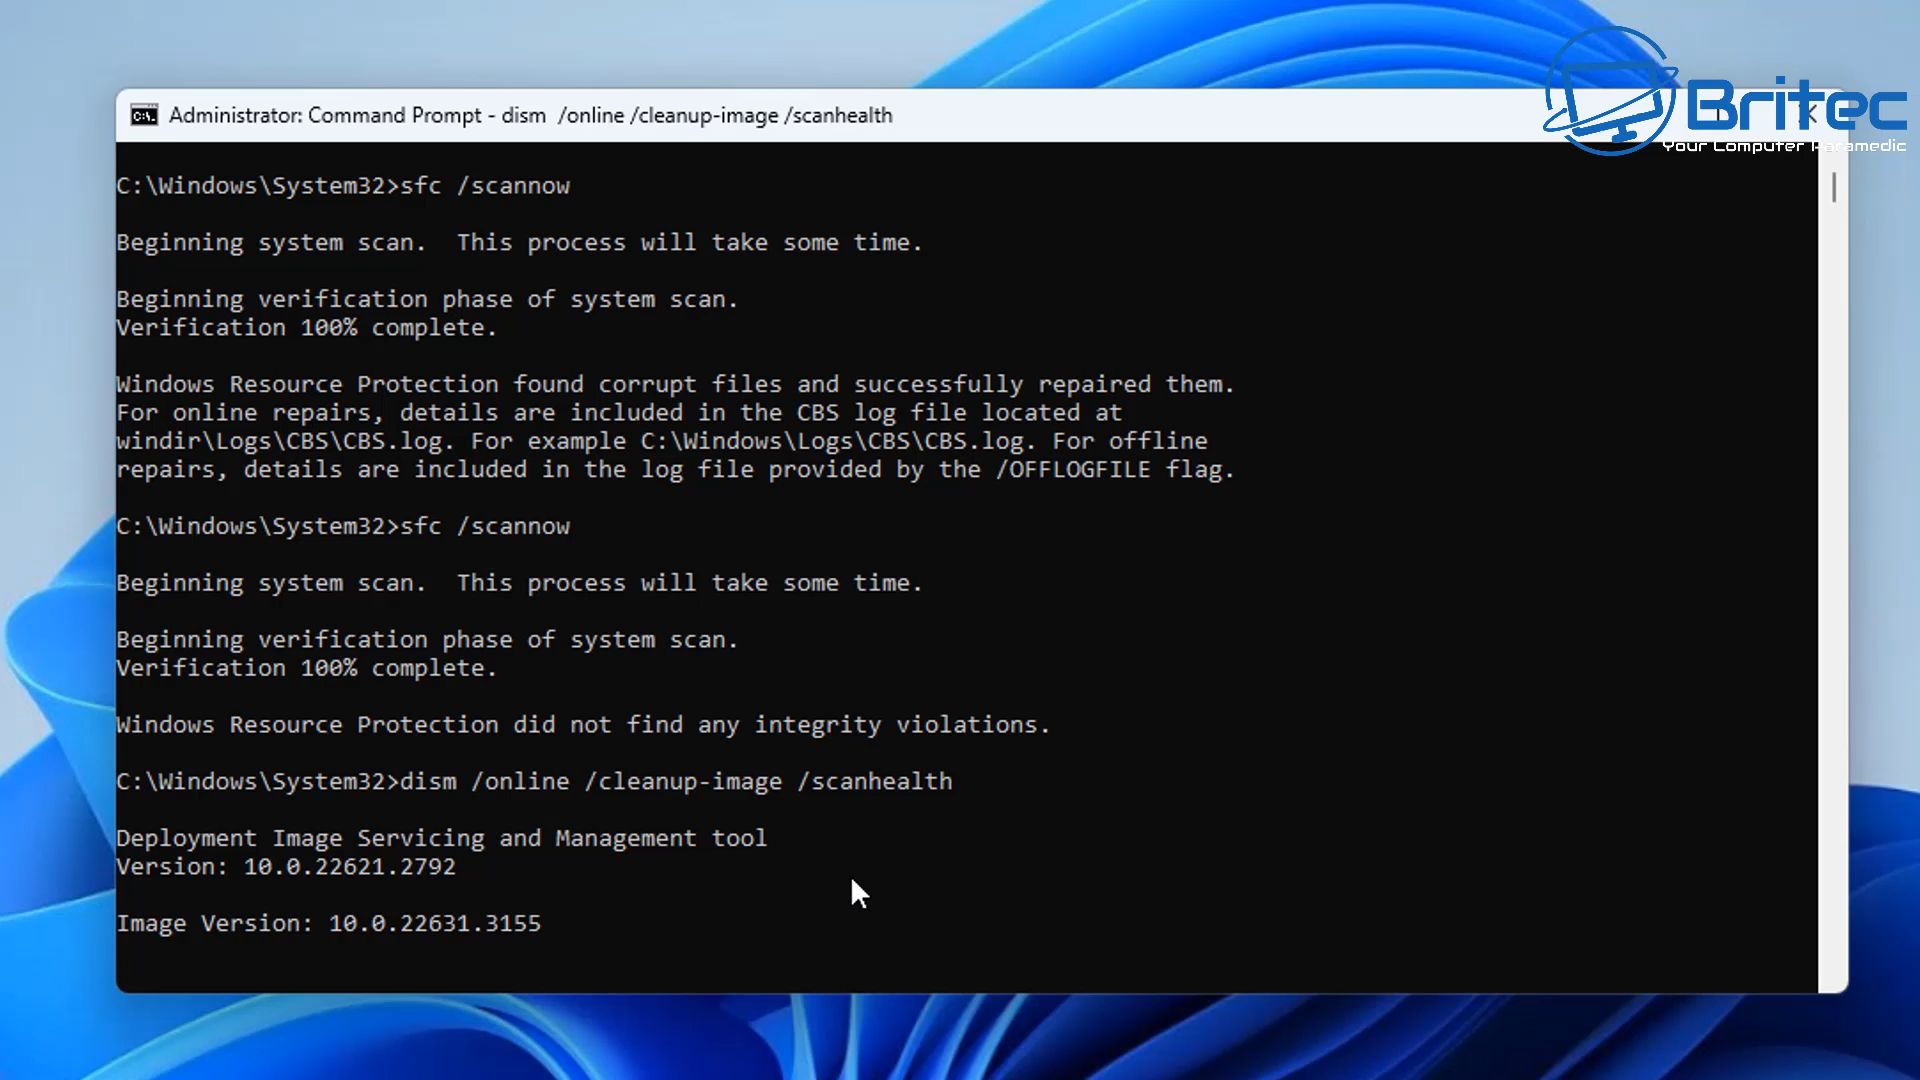 Britec
Your Computer Paramedic
Administrator: Command Prompt - dism  /online /cleanup-image /scanhealth
C:\Windows\System32>sfc /scannow
Beginning system scan.  This process will take some time.
Beginning verification phase of system scan.
Verification 100% complete.
Windows Resource Protection found corrupt files and successfully repaired them.
For online repairs, details are included in the CBS log file located at
windir\Logs\CBS\CBS.log. For example C:\Windows\Logs\CBS\CBS.log. For offline
repairs, details are included in the log file provided by the /OFFLOGFILE flag.
C:\Windows\System32>sfc /scannow
Beginning system scan.  This process will take some time.
Beginning verification phase of system scan.
Verification 100% complete.
Windows Resource Protection did not find any integrity violations.
C:\Windows\System32>dism /online /cleanup-image /scanhealth
Deployment Image Servicing and Management tool
Version: 10.0.22621.2792
Image Version: 10.0.22631.3155